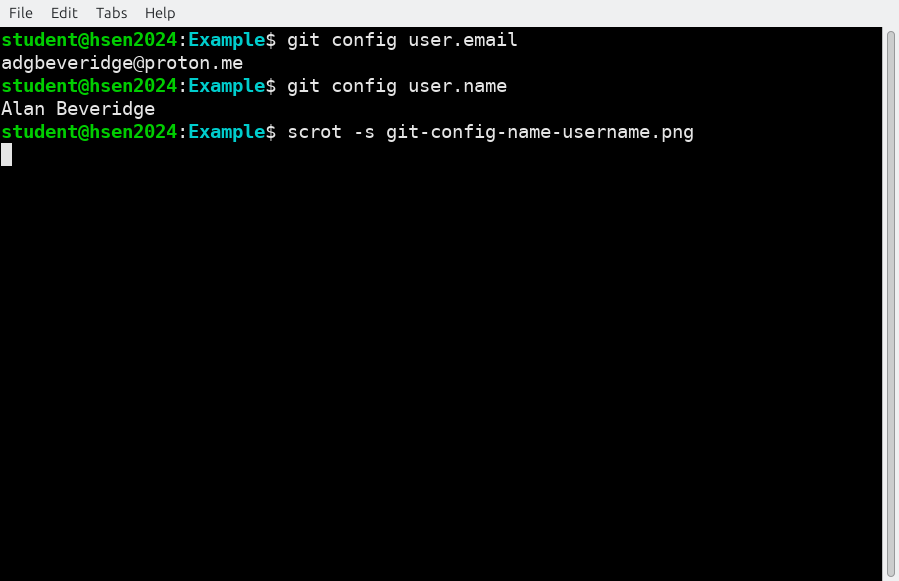 File Edit Tabs Help
student@hsen2024:Example$ git config user.email
adgbeveridge@proton.me
student@hsen2024:Example$ git config user.name
Alan Beveridge
student@hsen2024:Example$ scrot -s git-config-name-username.png